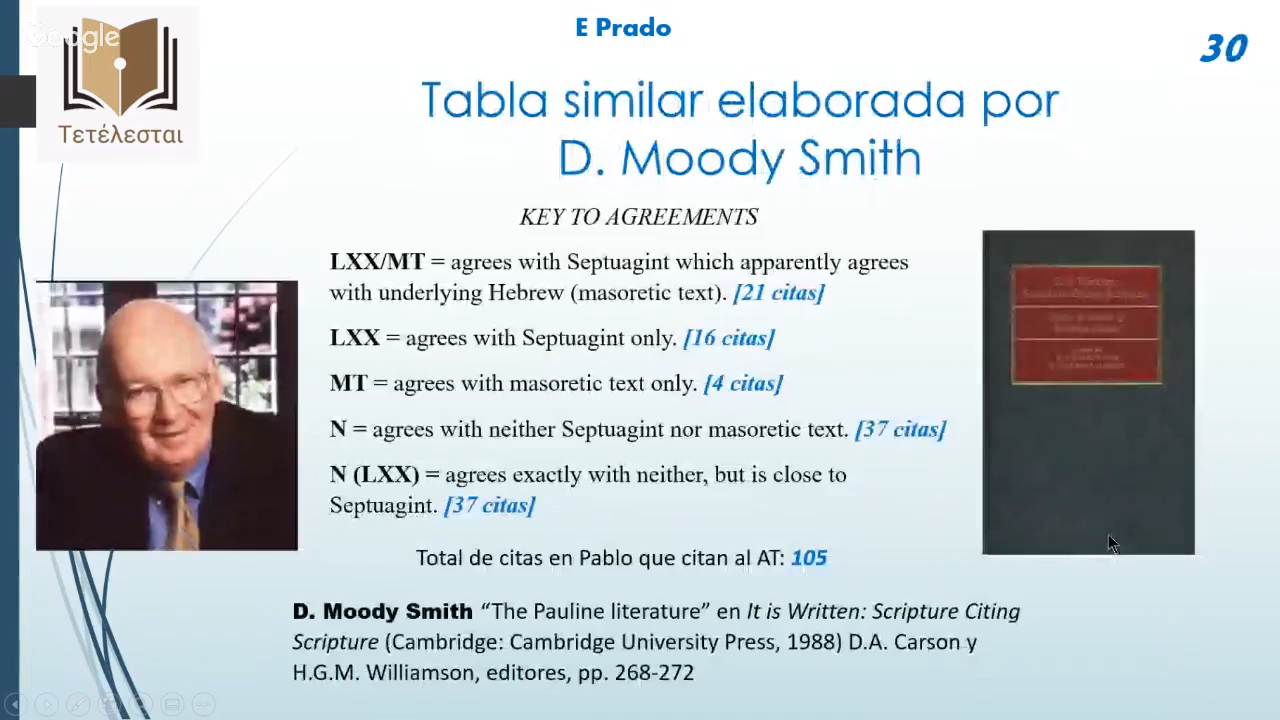 Google
E Prado
30
Τετέλεσται
Tabla similar elaborada por
D. Moody Smith
KEY TO AGREEMENTS
LXX/MT = agrees with Septuagint which apparently agrees
with underlying Hebrew (masoretic text). [21 citas]
LXX = agrees with Septuagint only. [16 citas]
MT = agrees with masoretic text only. [4 citas]
N = agrees with neither Septuagint nor masoretic text. [37 citas]
N (LXX) = agrees exactly with neither, but is close to
Septuagint. [37 citas]
Total de citas en Pablo que citan al AT: 105
D. Moody Smith “The Pauline literature” en It is Written: Scripture Citing
Scripture (Cambridge: Cambridge University Press, 1988) D.A. Carson y
H.G.M. Williamson, editores, pp. 268-272